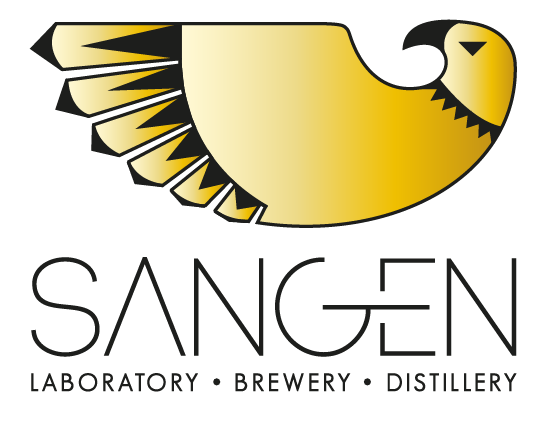 SANGEN
LABORATORY • BREWERY • DISTILLERY